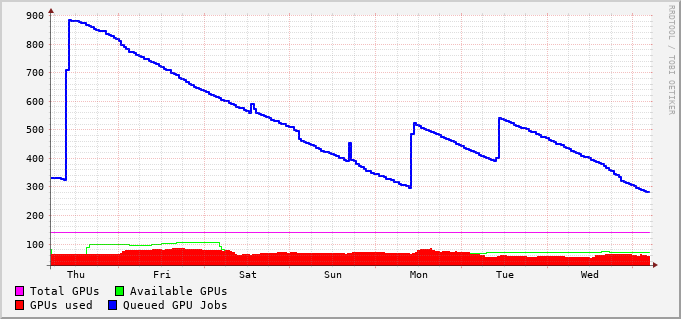 900
800
700
600
500
400
300
200
100
Thu Fri Sat Sun Mon Tue Wed
Total GPUs Available GPUs
GPUs used Queued GPU Jobs
RRDTOOL / TOBI OETIKER